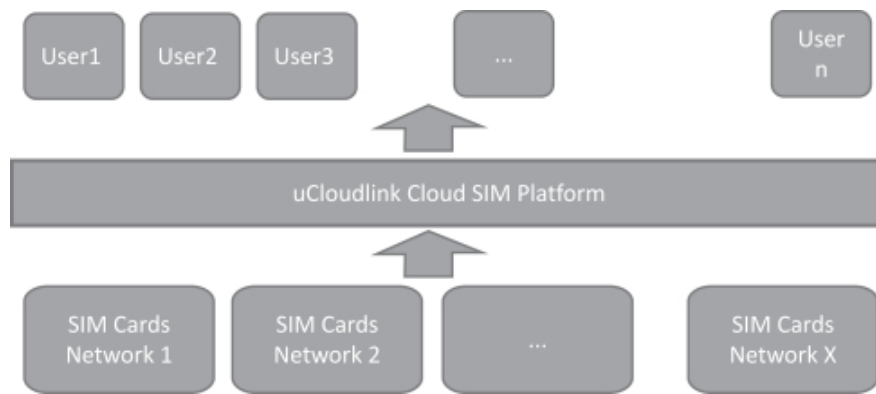 User1
User2
User3
...
User
n
uCloudlink Cloud SIM Platform
SIM Cards
Network 1
SIM Cards
Network 2
...
SIM Cards
Network X